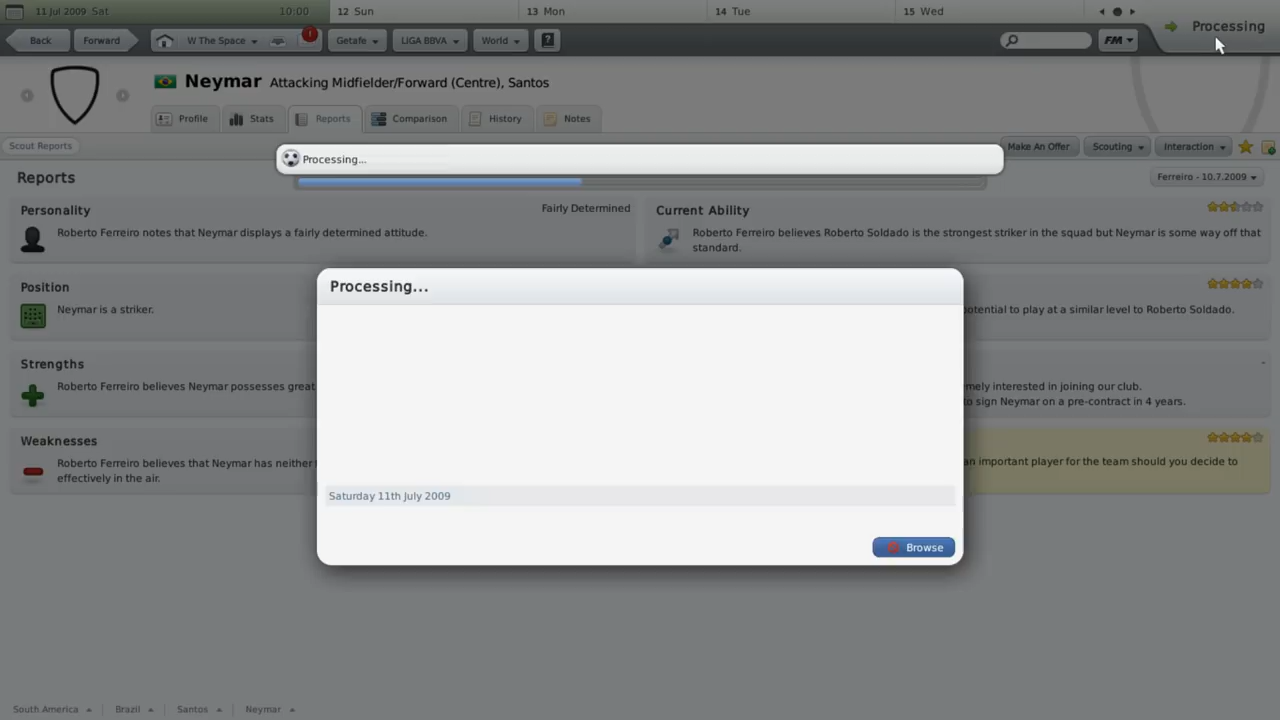 11 Jul 2009 Sat 10:00 12 Sun 13 Mon 14 Tue 15 Wed
Processing
Back Forward W The Space Getafe LIGA BBVA World ? FM
Neymar Attacking Midfielder/Forward (Centre), Santos
Profile Stats Reports Comparison History Notes
Scout Reports Make An Offer Scouting Interaction
Processing...
Reports Ferreiro - 10.7.2009
Personality Fairly Determined
Roberto Ferreiro notes that Neymar displays a fairly determined attitude.
Current Ability
Roberto Ferreiro believes Roberto Soldado is the strongest striker in the squad but Neymar is some way off that
standard.
Position
Neymar is a striker.
potential to play at a similar level to Roberto Soldado.
Strengths -
Roberto Ferreiro believes Neymar possesses great
mely interested in joining our club.
to sign Neymar on a pre-contract in 4 years.
Weaknesses
Roberto Ferreiro believes that Neymar has neither
effectively in the air.
an important player for the team should you decide to
Processing...
Saturday 11th July 2009
Browse
South America Brazil Santos Neymar